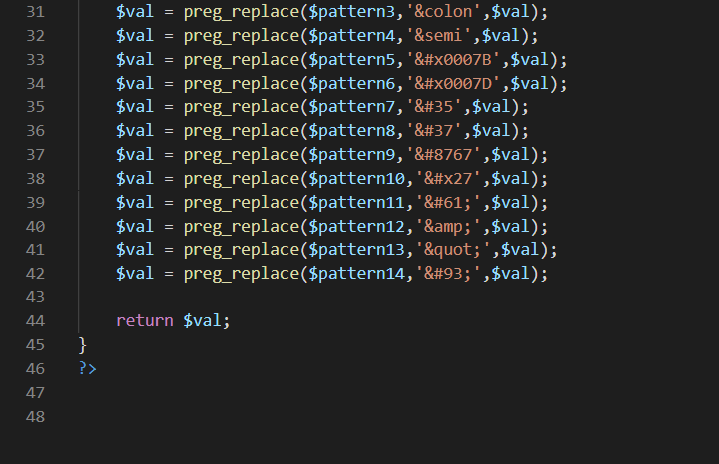 31 $val = preg_replace($pattern3,'&colon',$val);
32 $val = preg_replace($pattern4,'&semi',$val);
33 $val = preg_replace($pattern5,'&#x0007B',$val);
34 $val = preg_replace($pattern6,'&#x0007D',$val);
35 $val = preg_replace($pattern7,'&#35',$val);
36 $val = preg_replace($pattern8,'&#37',$val);
37 $val = preg_replace($pattern9,'&#8767',$val);
38 $val = preg_replace($pattern10,'&#x27',$val);
39 $val = preg_replace($pattern11,'&#61;',$val);
40 $val = preg_replace($pattern12,'&amp;',$val);
41 $val = preg_replace($pattern13,'&quot;',$val);
42 $val = preg_replace($pattern14,'&#93;',$val);
43
44 return $val;
45 }
46 ?>
47
48